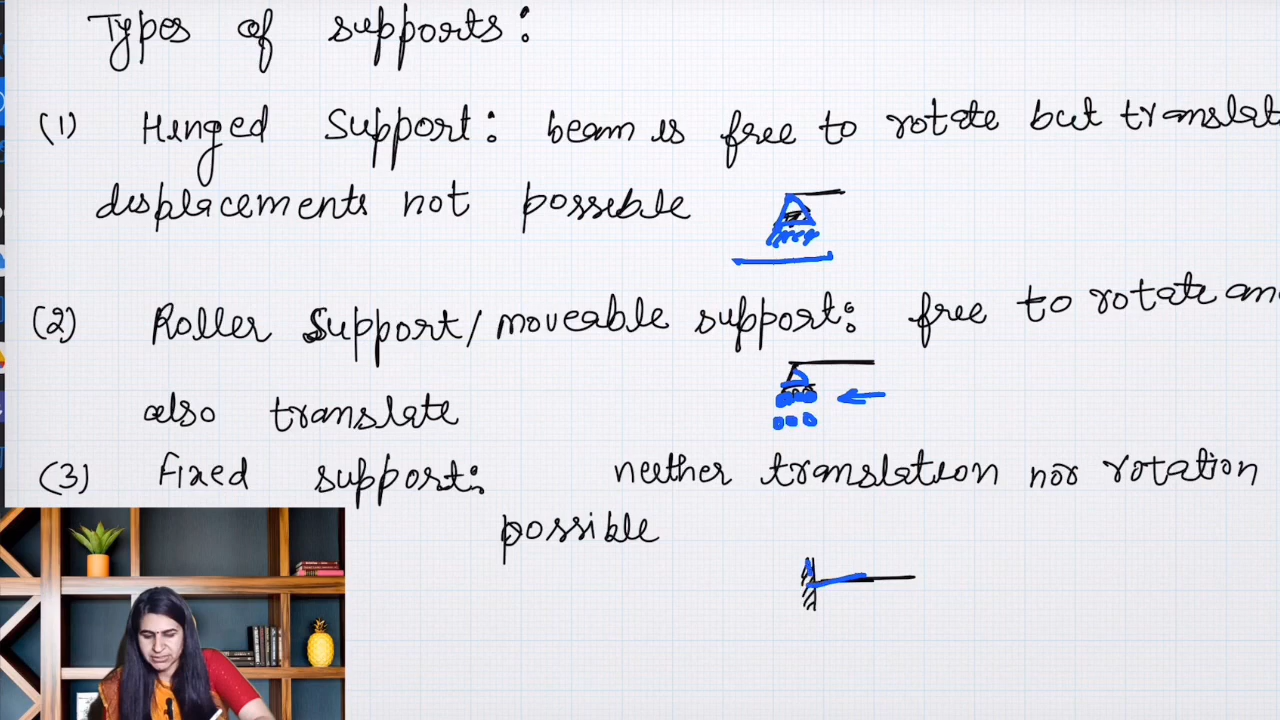 Types of supports:
(1) Hinged Support: beam is free to rotate but translat
displacements not possible
(2) Roller Support/moveable support: free to rotate an
also translate
(3) Fixed support: neither translation nor rotation
possible